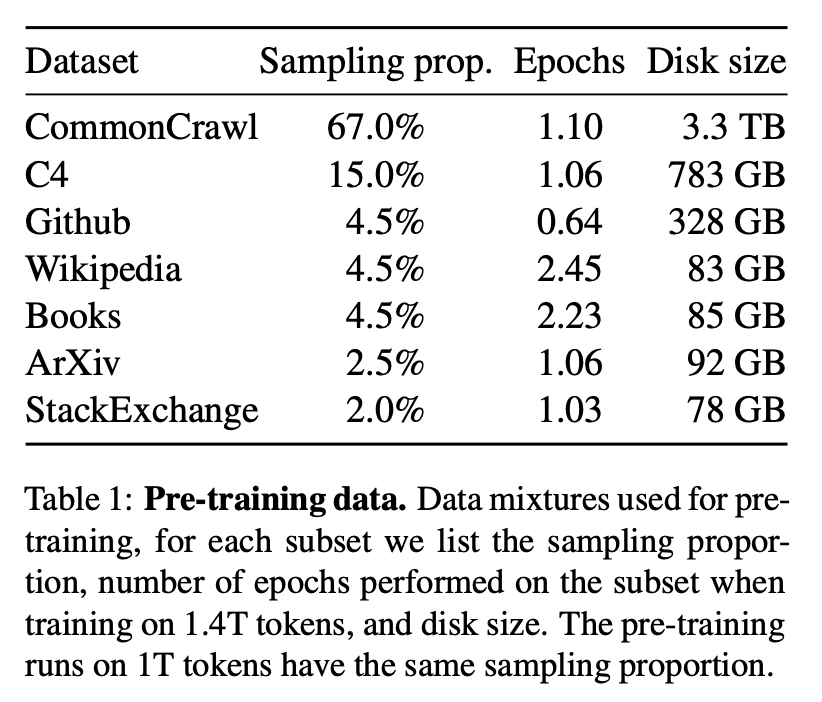 Dataset Sampling prop. Epochs Disk size
CommonCrawl 67.0% 1.10 3.3 TB
C4 15.0% 1.06 783 GB
Github 4.5% 0.64 328 GB
Wikipedia 4.5% 2.45 83 GB
Books 4.5% 2.23 85 GB
ArXiv 2.5% 1.06 92 GB
StackExchange 2.0% 1.03 78 GB
Table 1: Pre-training data. Data mixtures used for pre-
training, for each subset we list the sampling propor-
tion, number of epochs performed on the subset when
training on 1.4T tokens, and disk size. The pre-training
runs on 1T tokens have the same sampling proportion.